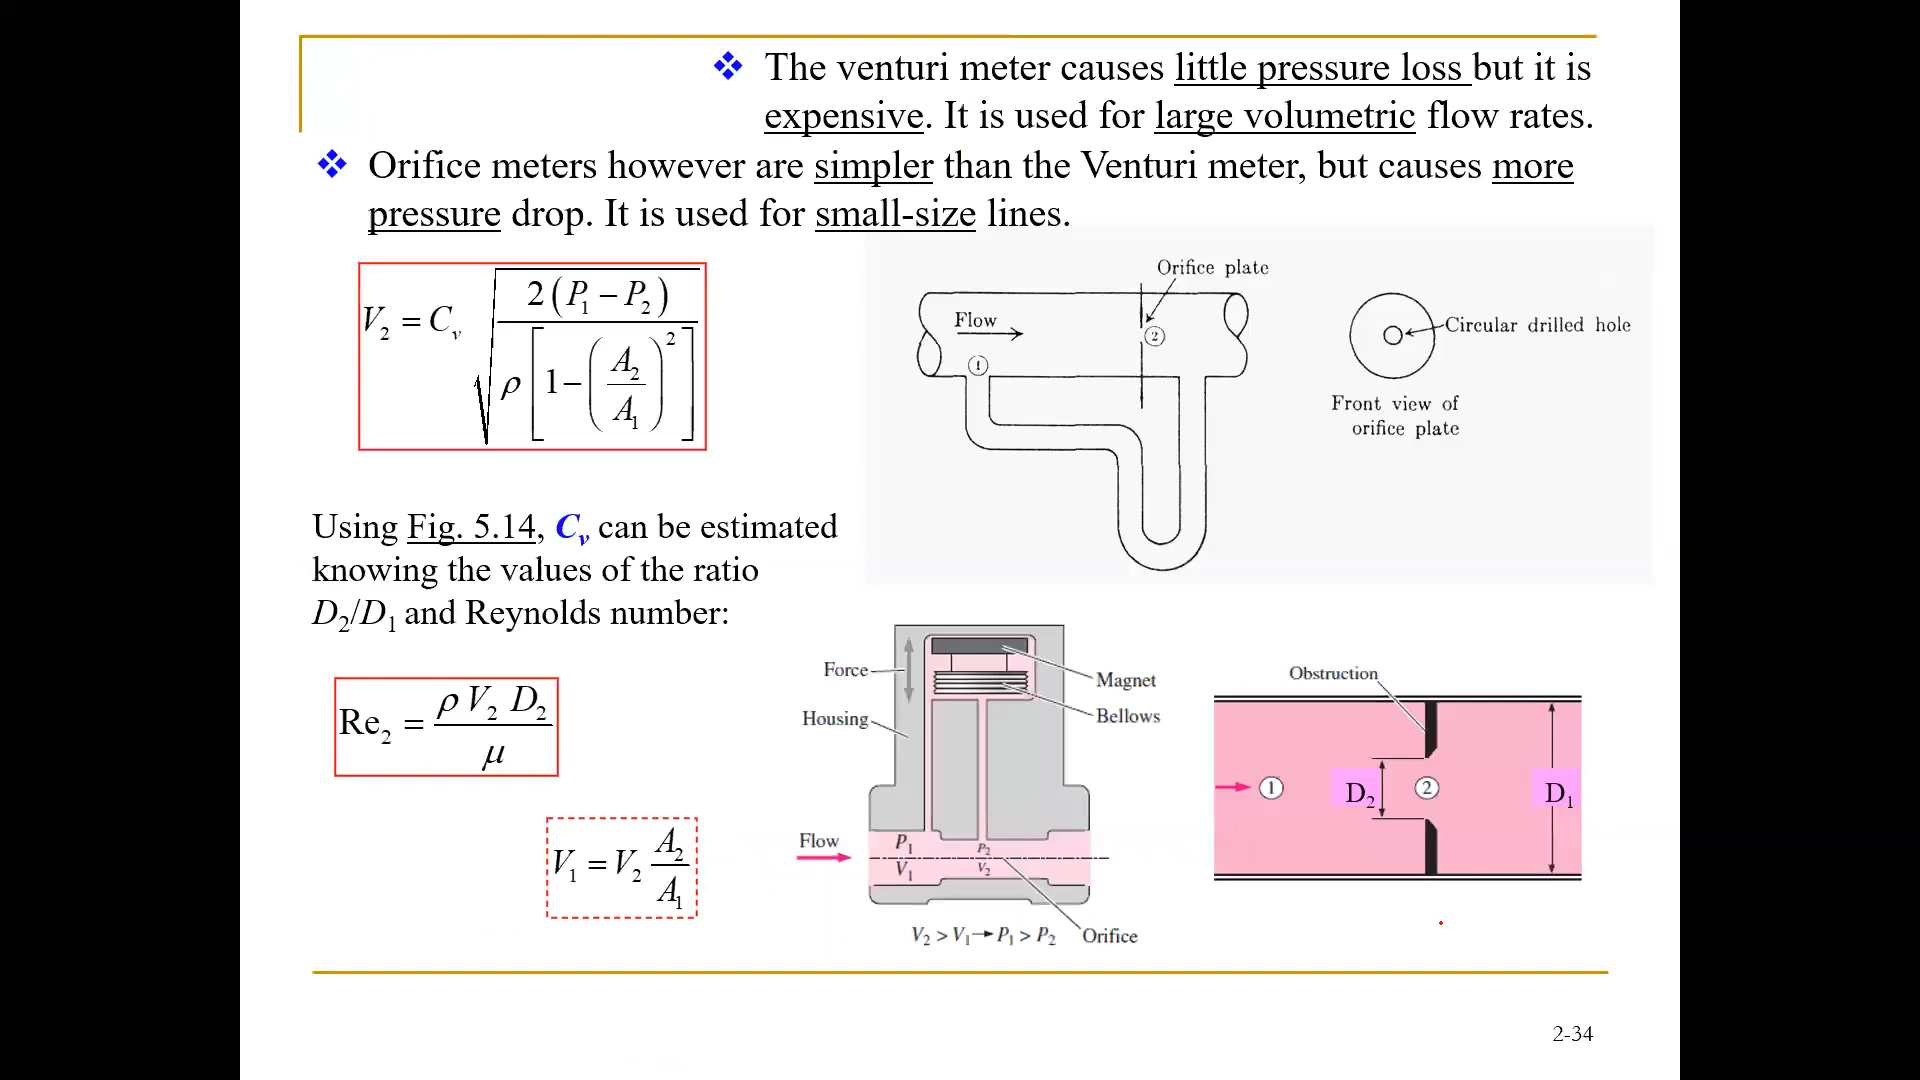 ❖ The venturi meter causes little pressure loss but it is
expensive. It is used for large volumetric flow rates.
❖ Orifice meters however are simpler than the Venturi meter, but causes more
pressure drop. It is used for small-size lines.
V₂ = Cᵥ √(2(P₁ − P₂) / ρ[1 − (A₂/A₁)²])
Orifice plate
Flow
①
②
Circular drilled hole
Front view of
orifice plate
Using Fig. 5.14, Cᵥ can be estimated
knowing the values of the ratio
D₂/D₁ and Reynolds number:
Re₂ = ρ V₂ D₂ / μ
V₁ = V₂ A₂/A₁
Force
Housing
Magnet
Bellows
Flow
P₁
V₁
P₂
V₂
V₂ > V₁ → P₁ > P₂
Orifice
Obstruction
①
D₂
②
D₁
2-34